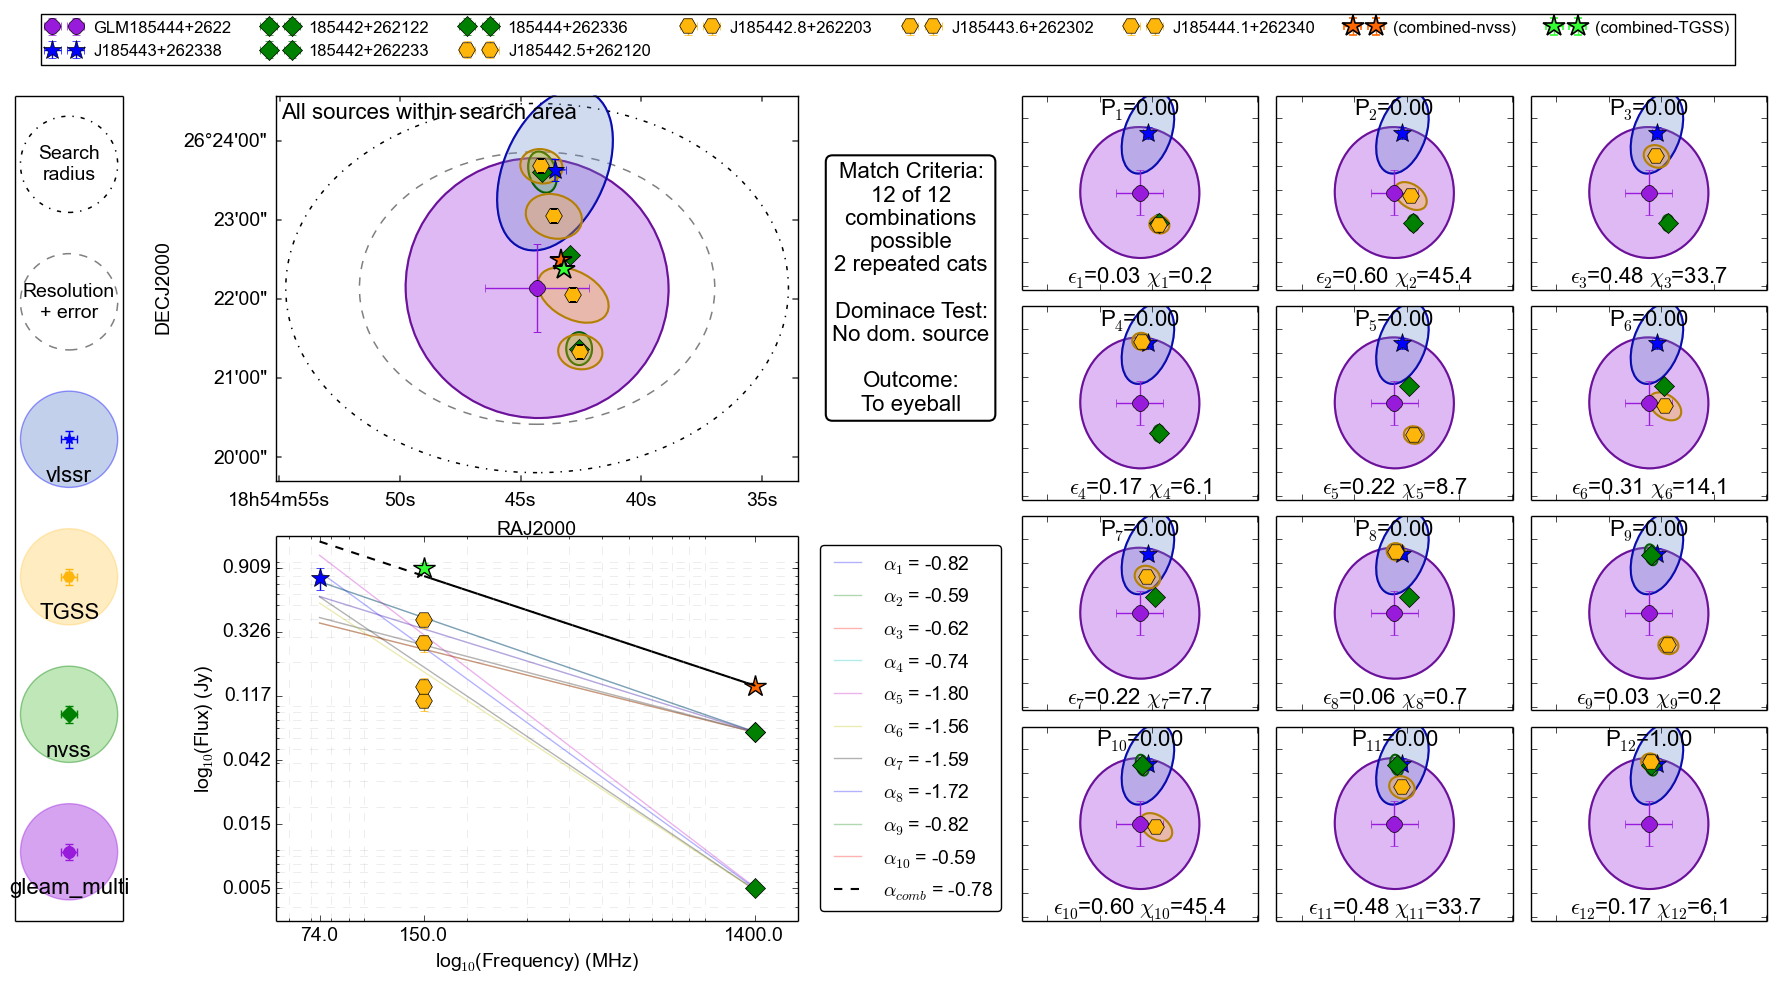 GLM185444+2622 185442+262122 185444+262336 J185442.8+262203 J185443.6+262302 J185444.1+262340 (combined-nvss) (combined-TGSS)
J185443+262338 185442+262233 J185442.5+262120
Search
radius
Resolution
+ error
vlssr
TGSS
nvss
gleam_multi
All sources within search area
DECJ2000
26°24'00"
23'00"
22'00"
21'00"
20'00"
18h54m55s 50s 45s 40s 35s
RAJ2000
Match Criteria:
12 of 12
combinations
possible
2 repeated cats
Dominace Test:
No dom. source
Outcome:
To eyeball
log₁₀(Flux) (Jy)
0.909
0.326
0.117
0.042
0.015
0.005
74.0 150.0 1400.0
log₁₀(Frequency) (MHz)
α₁ = -0.82
α₂ = -0.59
α₃ = -0.62
α₄ = -0.74
α₅ = -1.80
α₆ = -1.56
α₇ = -1.59
α₈ = -1.72
α₉ = -0.82
α₁₀ = -0.59
α_comb = -0.78
P₁=0.00 P₂=0.00 P₃=0.00
ϵ₁=0.03 χ₁=0.2 ϵ₂=0.60 χ₂=45.4 ϵ₃=0.48 χ₃=33.7
P₄=0.00 P₅=0.00 P₆=0.00
ϵ₄=0.17 χ₄=6.1 ϵ₅=0.22 χ₅=8.7 ϵ₆=0.31 χ₆=14.1
P₇=0.00 P₈=0.00 P₉=0.00
ϵ₇=0.22 χ₇=7.7 ϵ₈=0.06 χ₈=0.7 ϵ₉=0.03 χ₉=0.2
P₁₀=0.00 P₁₁=0.00 P₁₂=1.00
ϵ₁₀=0.60 χ₁₀=45.4 ϵ₁₁=0.48 χ₁₁=33.7 ϵ₁₂=0.17 χ₁₂=6.1